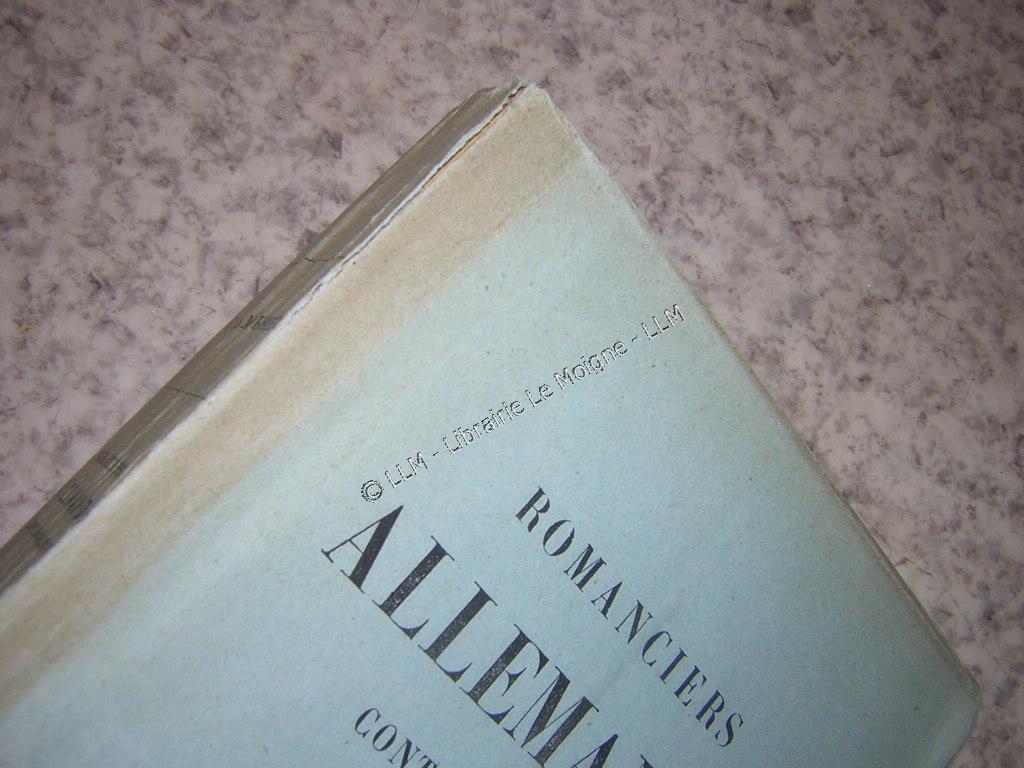 © LLM - Librairie Le Moigne - LLM
ROMANCIERS
ALLEMA
CONT